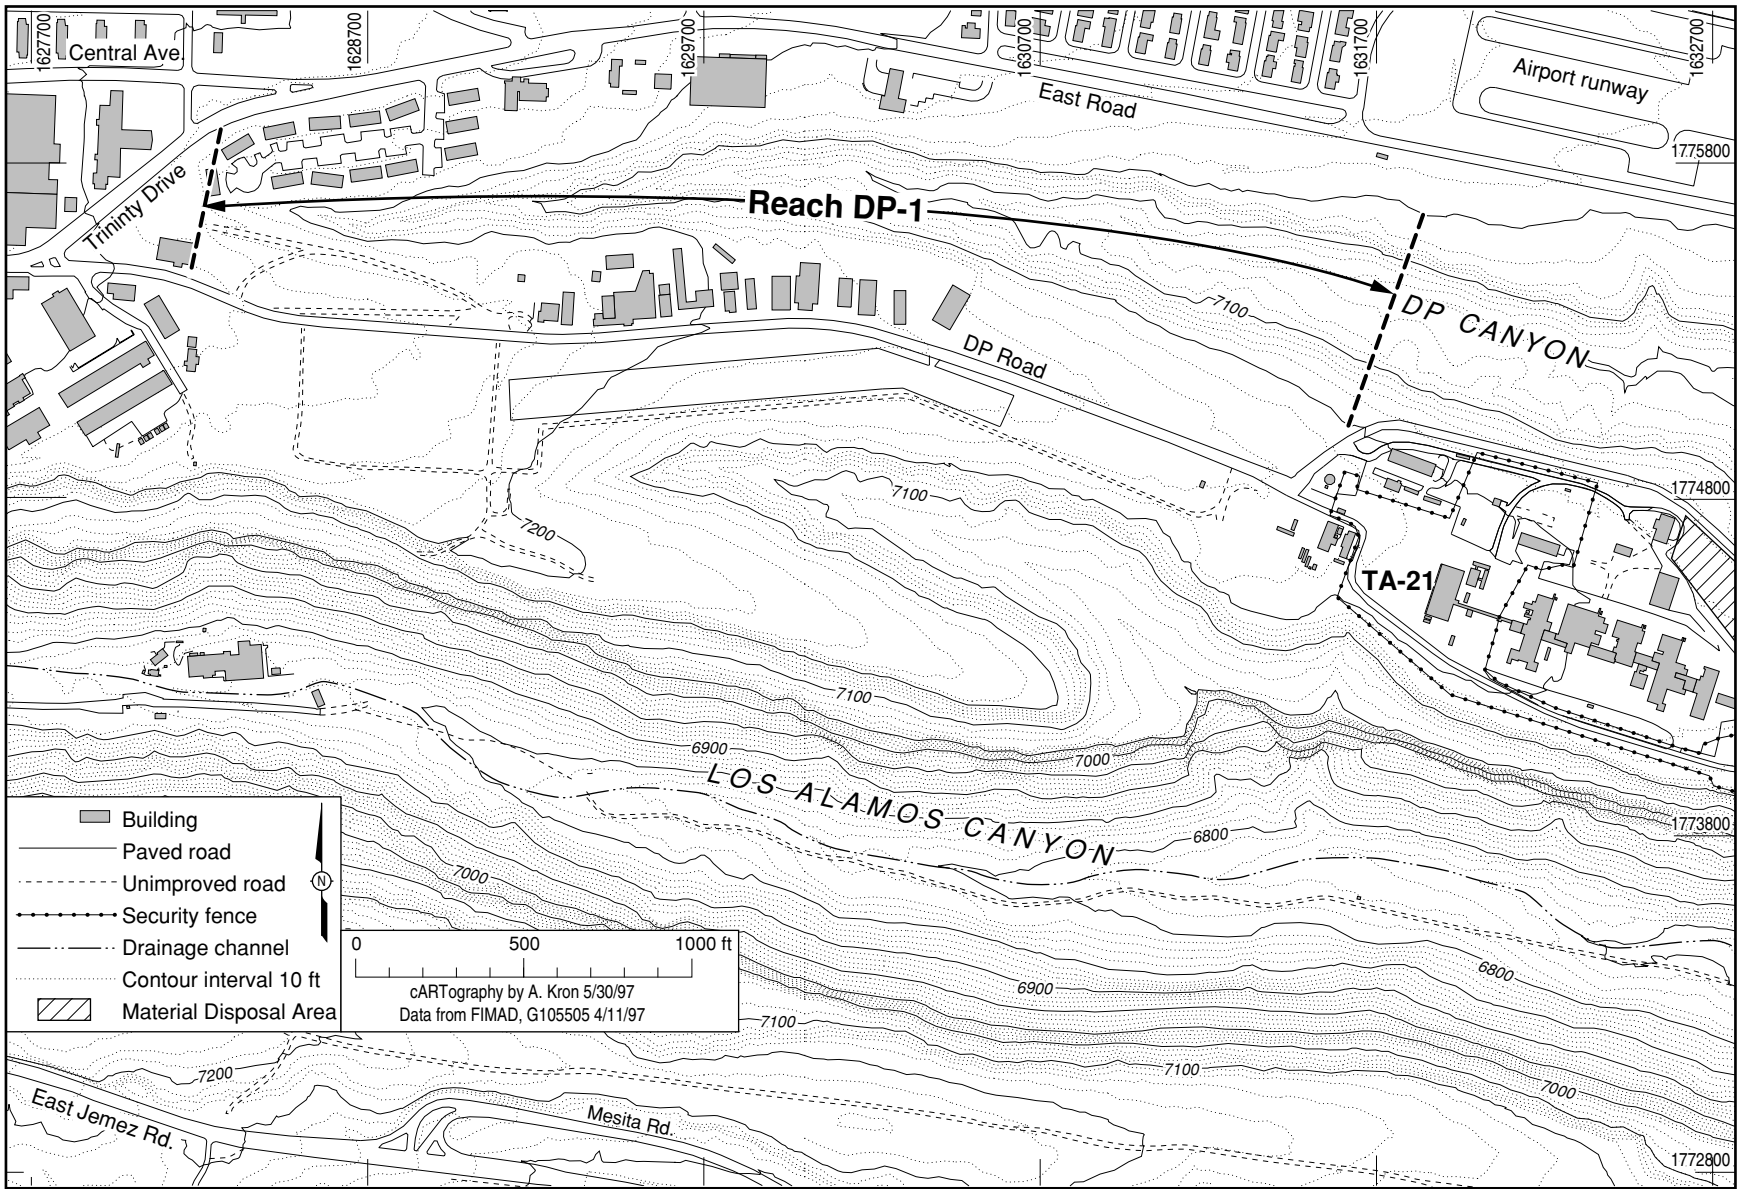 1627700
1628700
1629700
1630700
1631700
1632700
Central Ave.
Airport runway
East Road
1775800
Trininty Drive
Reach DP-1
7100
DP CANYON
DP Road
7100
1774800
7200
TA-21
7100
6900
7000
LOS ALAMOS CANYON
1773800
6800
7000
Building
Paved road
Unimproved road
N
Security fence
Drainage channel
Contour interval 10 ft
Material Disposal Area
0 500 1000 ft
cARTography by A. Kron 5/30/97
Data from FIMAD, G105505 4/11/97
6800
6900
7100
7100
7000
7200
East Jemez Rd.
Mesita Rd.
1772800